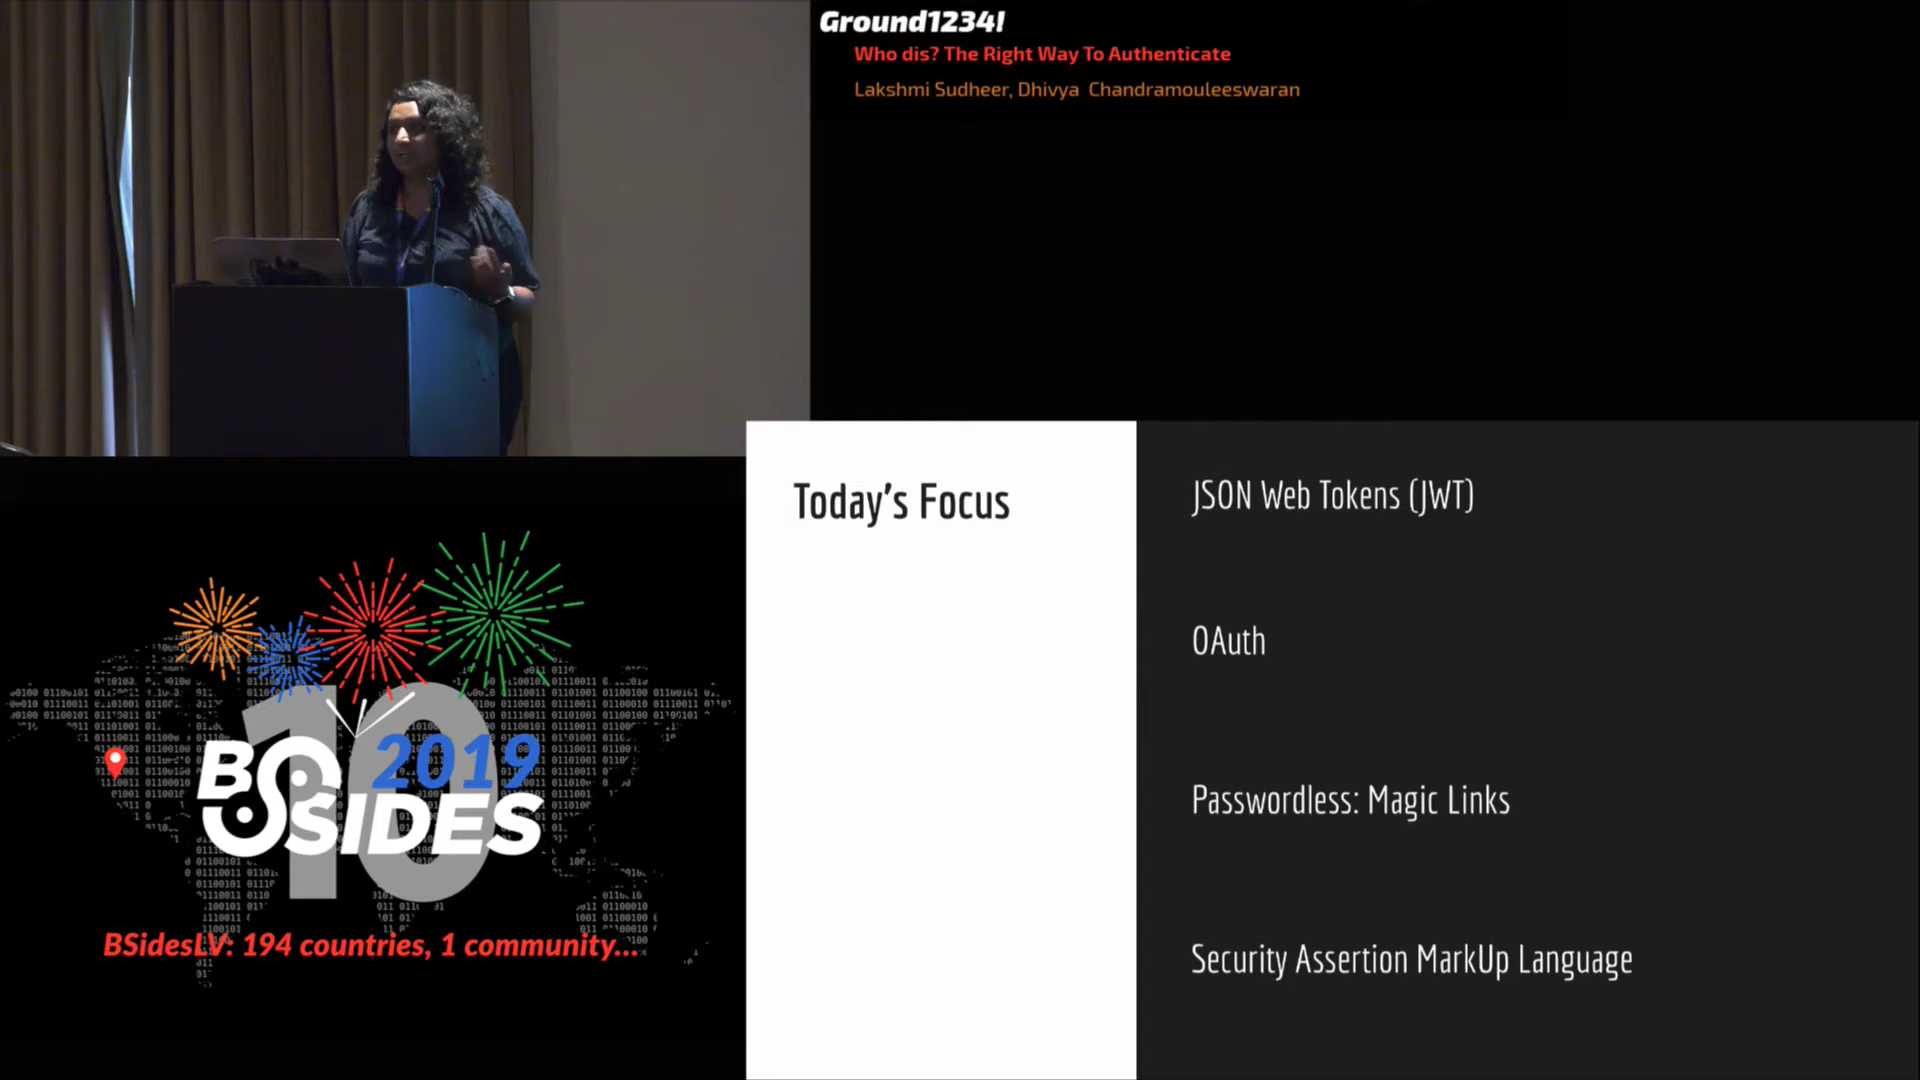 Ground1234!
Who dis? The Right Way To Authenticate
Lakshmi Sudheer, Dhivya Chandramouleeswaran
Today's Focus
JSON Web Tokens (JWT)
OAuth
Passwordless: Magic Links
Security Assertion MarkUp Language
10
2019
BSIDES
BSidesLV: 194 countries, 1 community...